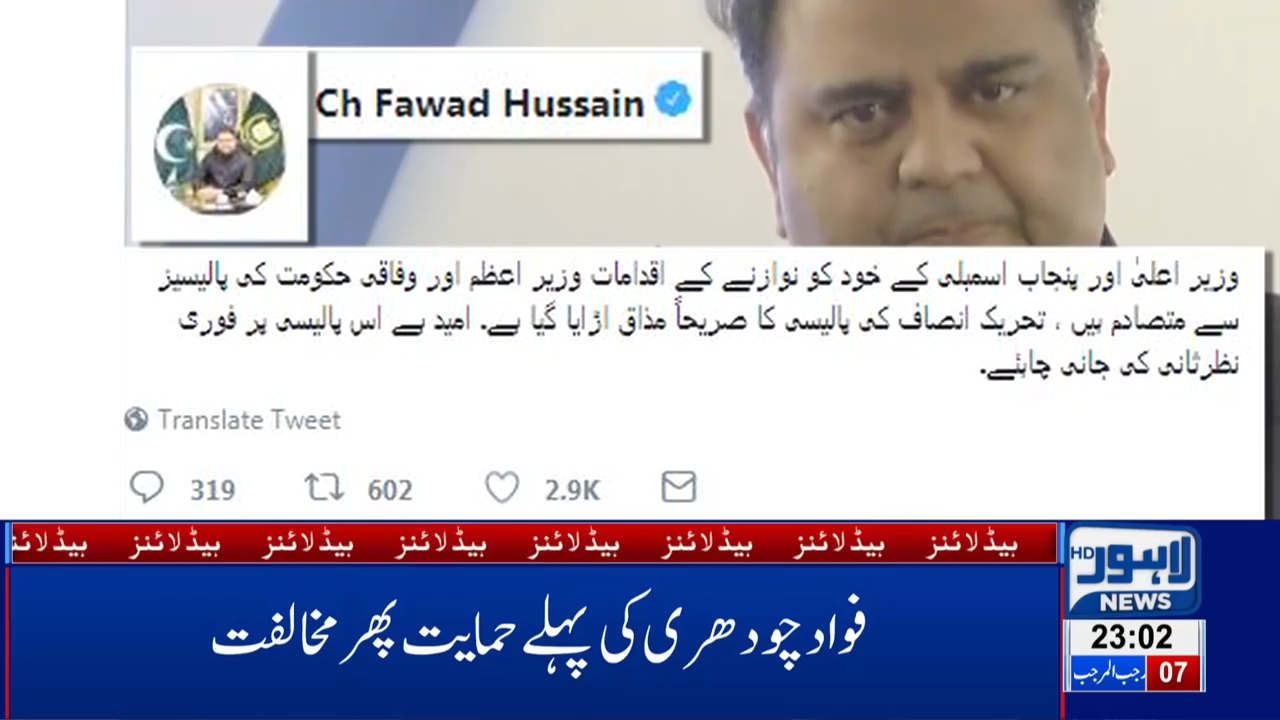 Ch Fawad Hussain
وزیر اعلیٰ اور پنجاب اسمبلی کے خود کو نوازنے کے اقدامات وزیر اعظم اور وفاقی حکومت کی پالیسیز
سے متصادم ہیں ، تحریک انصاف کی پالیسی کا صریحاً مذاق اڑایا گیا ہے۔ امید ہے اس پالیسی پر فوری
نظرثانی کی جانی چاہئے۔
Translate Tweet
319 602 2.9K
ہیڈلائنز ہیڈلائنز ہیڈلائنز ہیڈلائنز ہیڈلائنز ہیڈلائنز ہیڈلائنز ہیڈلائنز
فواد چودھری کی پہلے حمایت پھر مخالفت
لاہور HD
NEWS
23:02
07 رجب المرجب